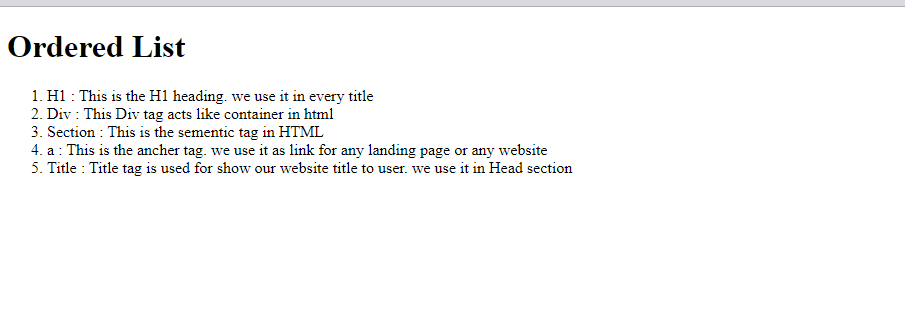 Ordered List
1. H1 : This is the H1 heading. we use it in every title
2. Div : This Div tag acts like container in html
3. Section : This is the sementic tag in HTML
4. a : This is the ancher tag. we use it as link for any landing page or any website
5. Title : Title tag is used for show our website title to user. we use it in Head section